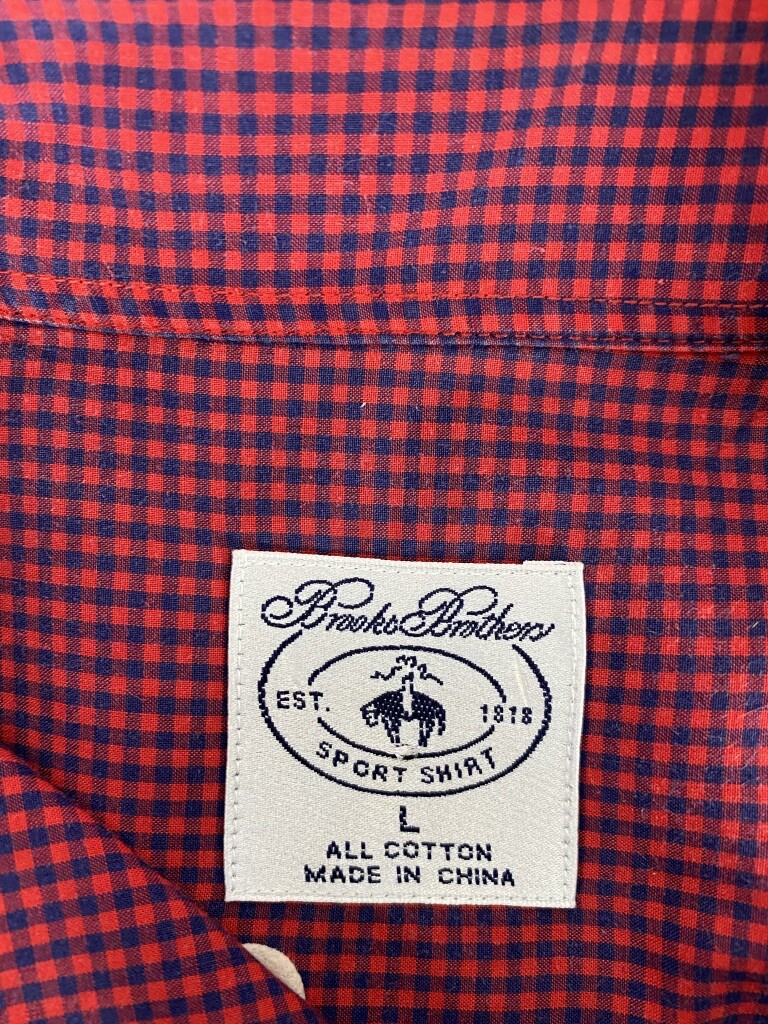 Brooks Brothers
EST. 1818
SPORT SHIRT
L
ALL COTTON
MADE IN CHINA